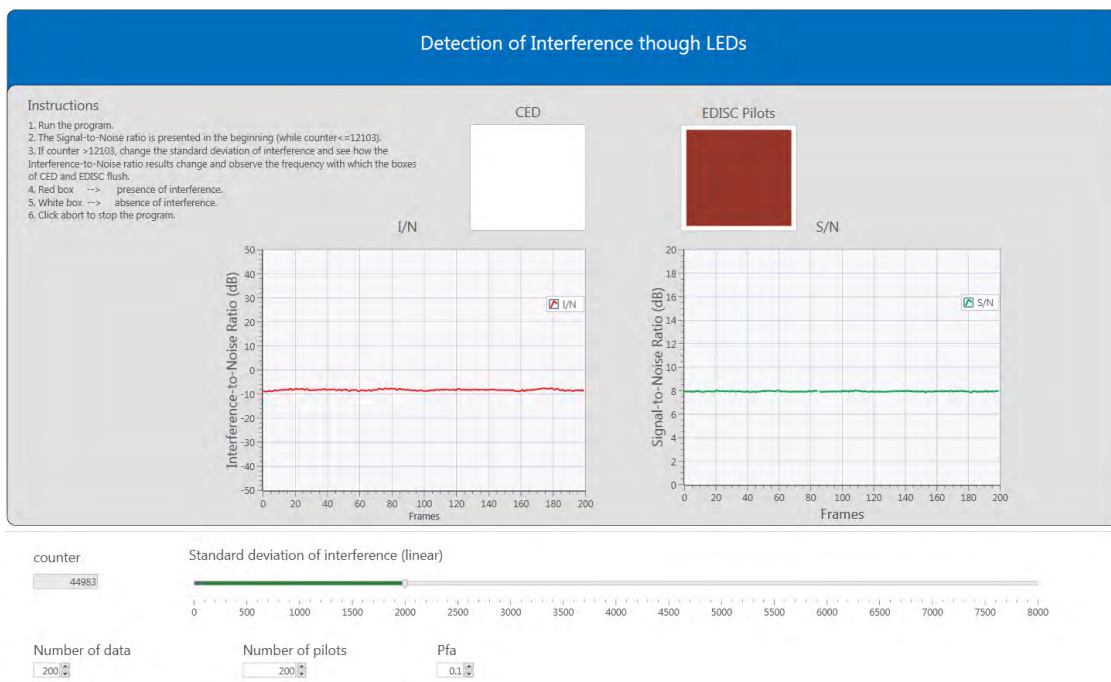 Detection of Interference though LEDs
Instructions
1. Run the program.
2. The Signal-to-Noise ratio is presented in the beginning (while counter<=12103).
3. If counter >12103, change the standard deviation of interference and see how the
Interference-to-Noise ratio results change and observe the frequency with which the boxes
of CED and EDISC flush.
4. Red box --> presence of interference.
5. White box --> absence of interference.
6. Click abort to stop the program.
CED
EDISC Pilots
I/N
S/N
Interference-to-Noise Ratio (dB)
50
40
30
20
10
0
-10
-20
-30
-40
-50
I/N
0 20 40 60 80 100 120 140 160 180 200
Frames
Signal-to-Noise Ratio (dB)
20
18
16
14
12
10
8
6
4
2
0
S/N
0 20 40 60 80 100 120 140 160 180 200
Frames
counter
44983
Standard deviation of interference (linear)
0 500 1000 1500 2000 2500 3000 3500 4000 4500 5000 5500 6000 6500 7000 7500 8000
Number of data
200
Number of pilots
200
Pfa
0.1